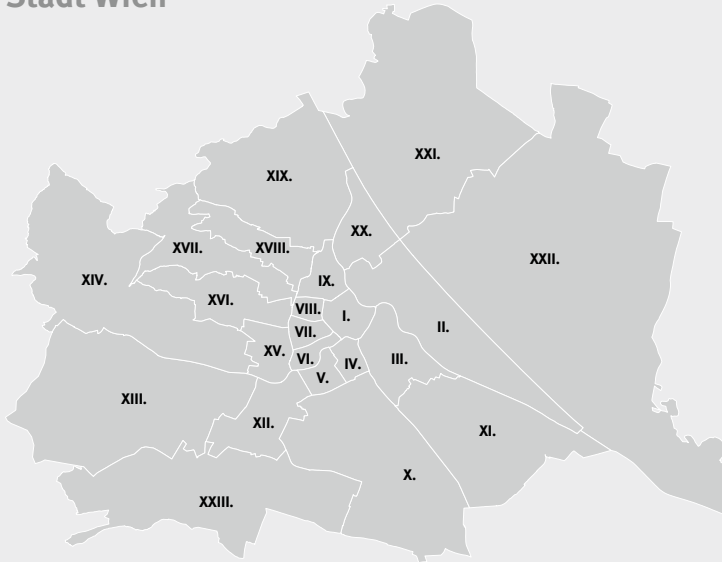 Stadt Wien
XXI.
XIX.
XX.
XVII.
XVIII.
XXII.
XIV.
IX.
XVI.
VIII.
I.
II.
VII.
XV.
VI.
IV.
III.
V.
XIII.
XII.
XI.
X.
XXIII.